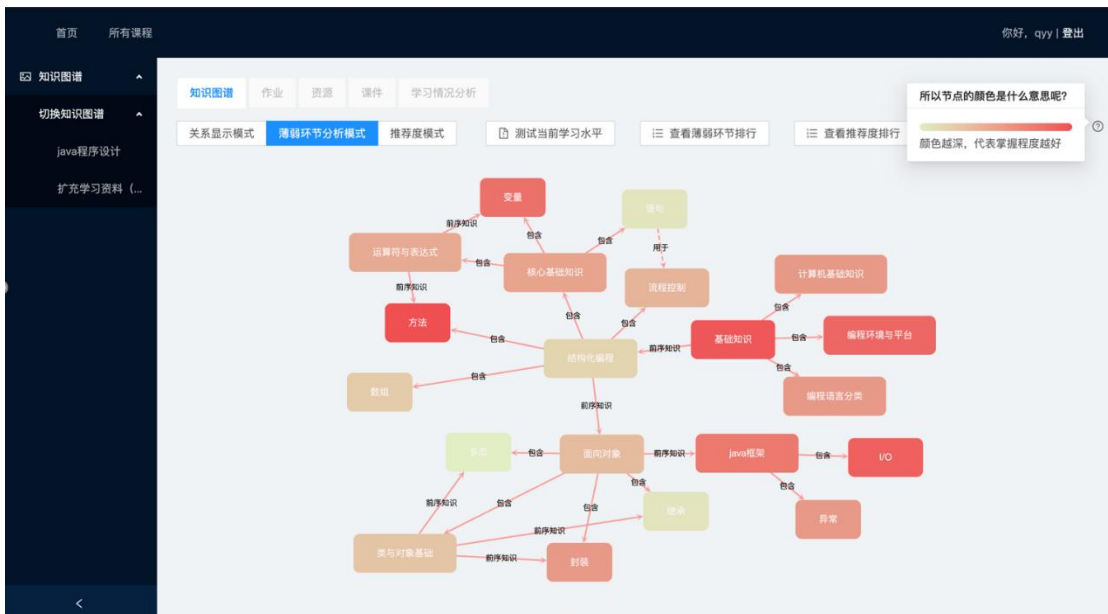 首页 所有课程
你好，qyy | 登出
知识图谱
切换知识图谱
java程序设计
扩充学习资料（...
知识图谱 作业 资源 课件 学习情况分析
关系显示模式 薄弱环节分析模式 推荐度模式 测试当前学习水平 查看薄弱环节排行 查看推荐度排行
所以节点的颜色是什么意思呢?
颜色越深，代表掌握程度越好
变量
语句
前序知识
包含
包含
用于
运算符与表达式
包含
核心基础知识
流程控制
计算机基础知识
前序知识
包含
方法
包含
包含
包含
基础知识
包含
编程环境与平台
结构化编程
前序知识
包含
数组
包含
编程语言分类
前序知识
多态
包含
面向对象
前序知识
java框架
包含
I/O
包含
包含
前序知识
包含
包含
继承
异常
前序知识
类与对象基础
前序知识
封装